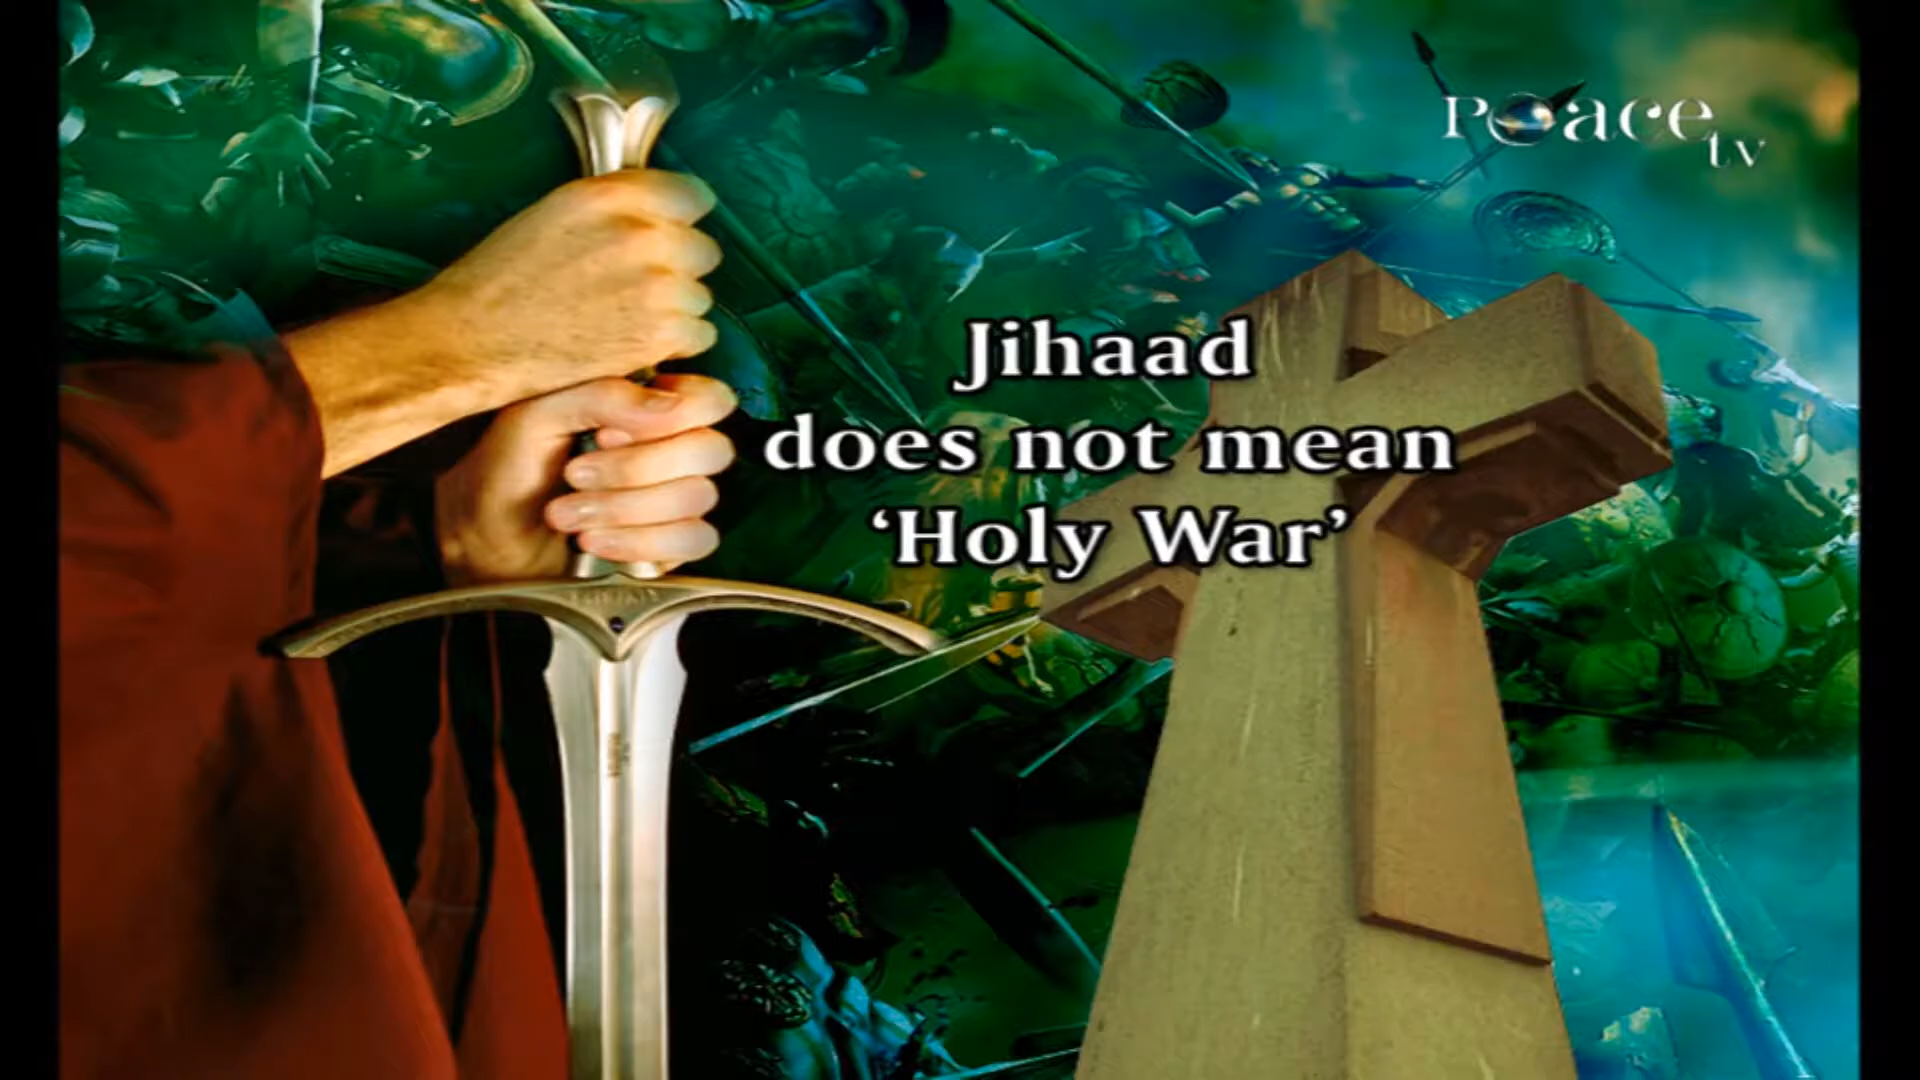 Peace
tv
Jihaad
does not mean
‘Holy War’